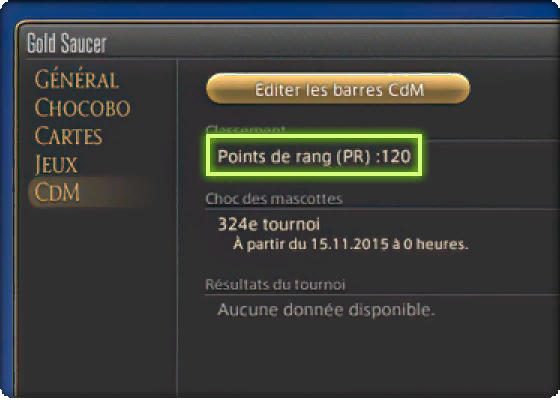 Gold Saucer
GÉNÉRAL
CHOCOBO
CARTES
JEUX
CDM
Editer les barres CdM
Classement
Points de rang (PR) :120
Choc des mascottes
324e tournoi
À partir du 15.11.2015 à 0 heures.
Résultats du tournoi
Aucune donnée disponible.